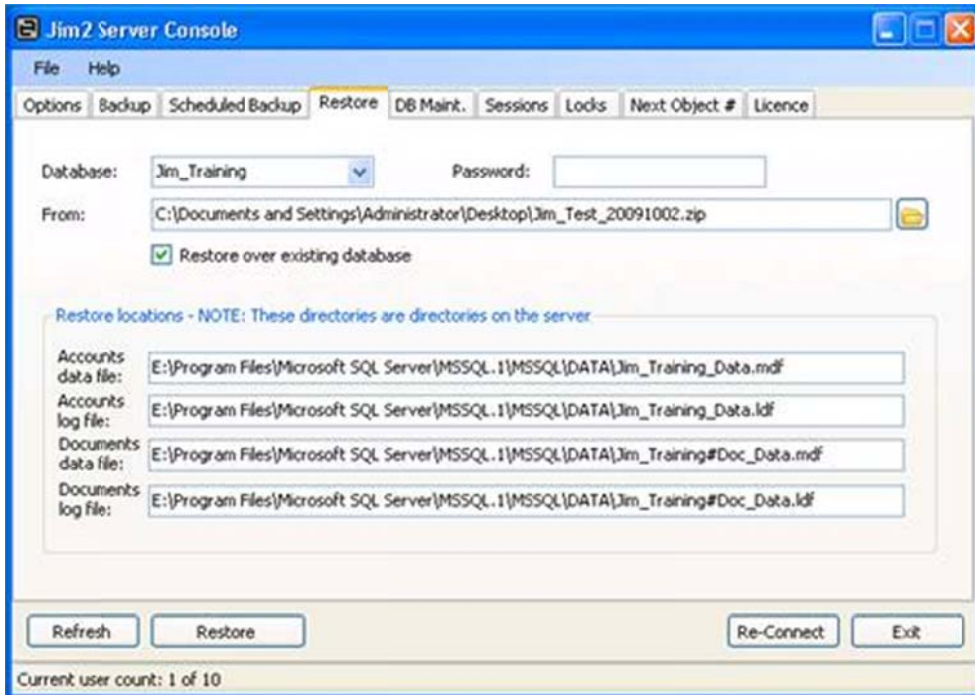 Jim2 Server Console
File Help
Options Backup Scheduled Backup Restore DB Maint. Sessions Locks Next Object # Licence
Database: Jim_Training Password:
From: C:\Documents and Settings\Administrator\Desktop\Jim_Test_20091002.zip
Restore over existing database
Restore locations - NOTE: These directories are directories on the server
Accounts data file: E:\Program Files\Microsoft SQL Server\MSSQL.1\MSSQL\DATA\Jim_Training_Data.mdf
Accounts log file: E:\Program Files\Microsoft SQL Server\MSSQL.1\MSSQL\DATA\Jim_Training_Data.ldf
Documents data file: E:\Program Files\Microsoft SQL Server\MSSQL.1\MSSQL\DATA\Jim_Training#Doc_Data.mdf
Documents log file: E:\Program Files\Microsoft SQL Server\MSSQL.1\MSSQL\DATA\Jim_Training#Doc_Data.ldf
Refresh Restore Re-Connect Exit
Current user count: 1 of 10